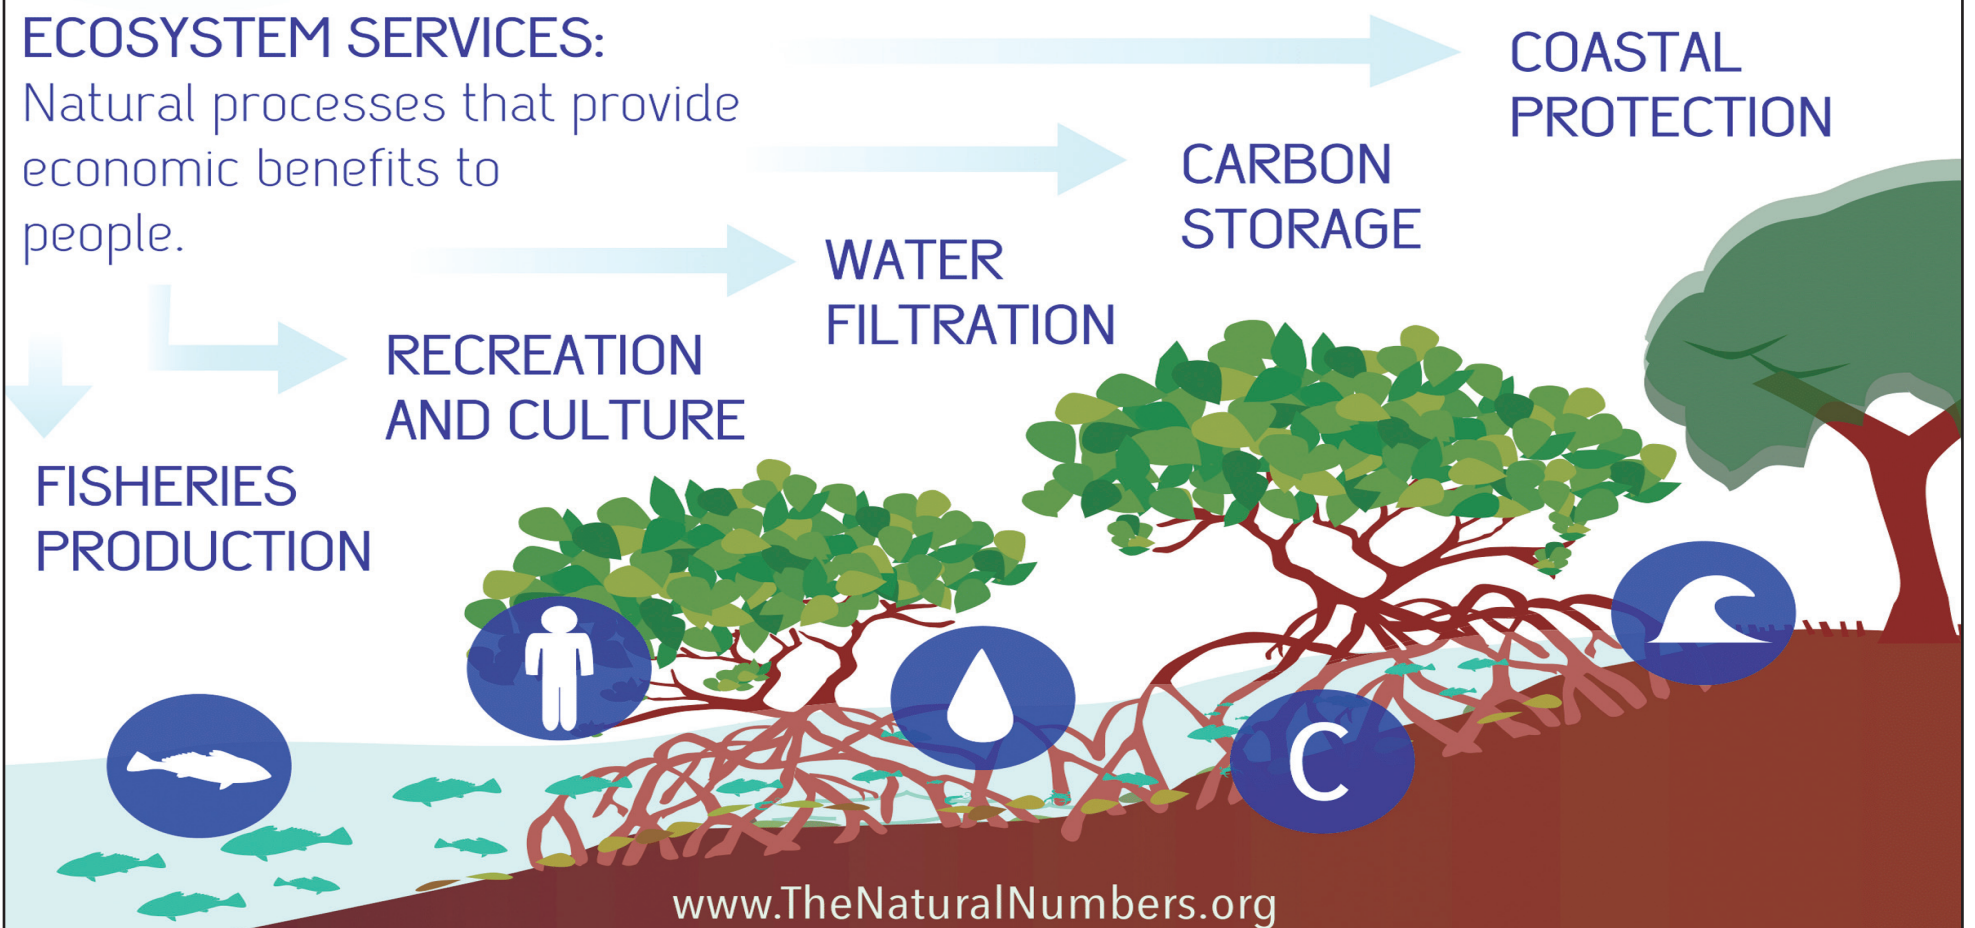 ECOSYSTEM SERVICES:
Natural processes that provide
economic benefits to
people.
COASTAL
PROTECTION
CARBON
STORAGE
WATER
FILTRATION
RECREATION
AND CULTURE
FISHERIES
PRODUCTION
C
www.TheNaturalNumbers.org